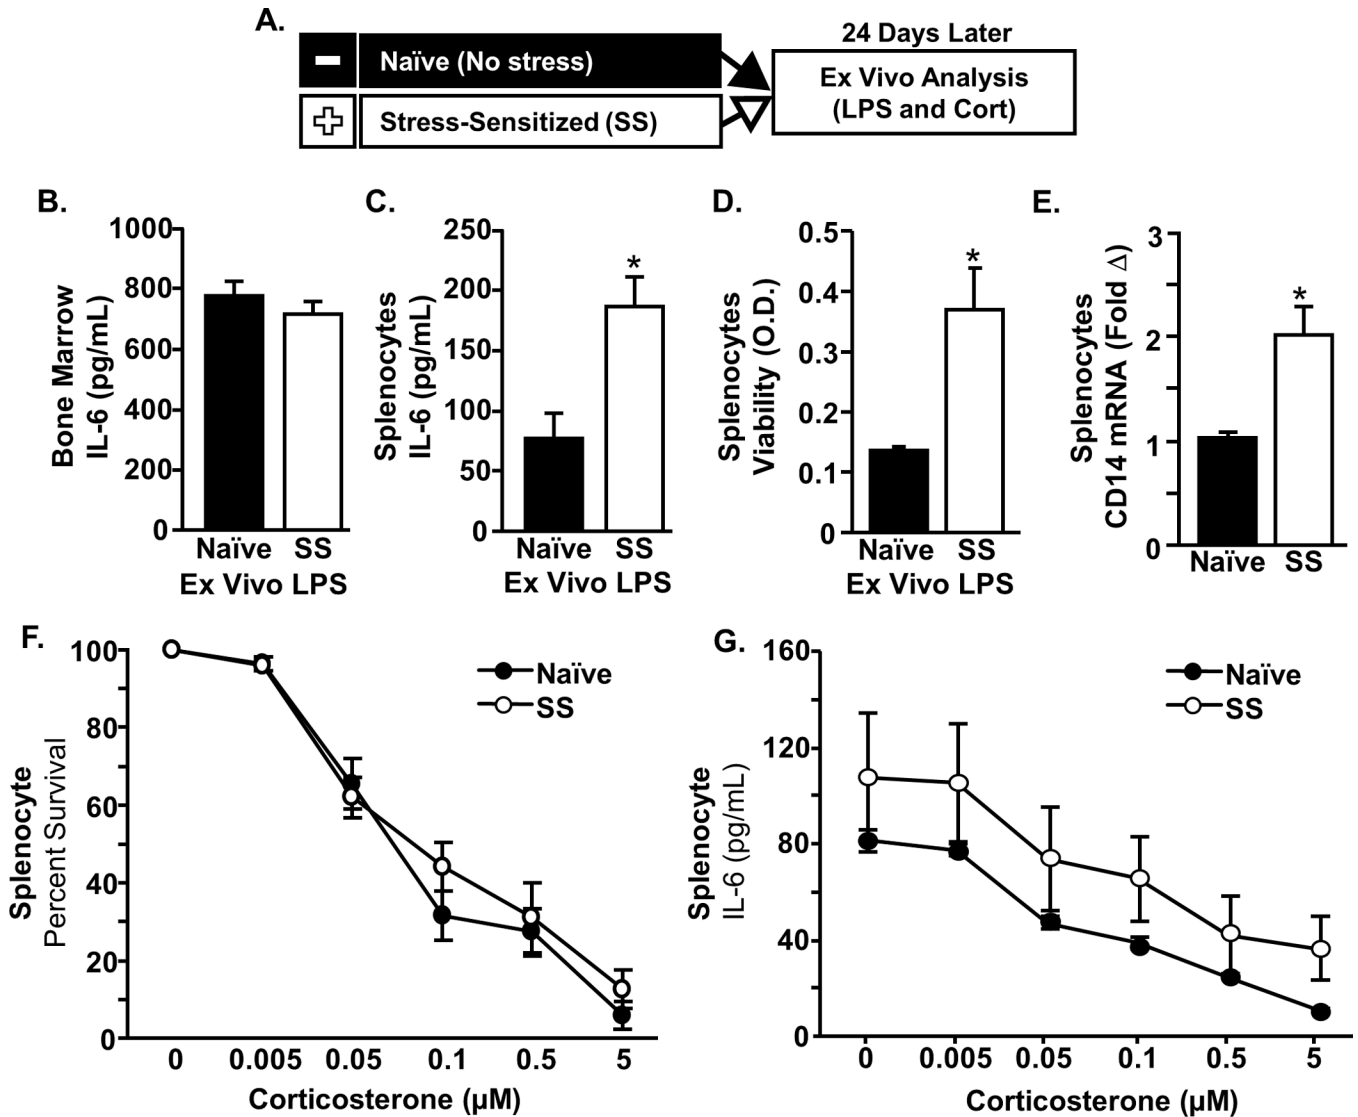 A.
24 Days Later
Naïve (No stress)
Stress-Sensitized (SS)
Ex Vivo Analysis
(LPS and Cort)
B.
Bone Marrow
IL-6 (pg/mL)
1000
800
600
400
200
0
Naïve SS
Ex Vivo LPS
C.
Splenocytes
IL-6 (pg/mL)
250
200
150
100
50
0
*
Naïve SS
Ex Vivo LPS
D.
Splenocytes
Viability (O.D.)
0.5
0.4
0.3
0.2
0.1
0
*
Naïve SS
Ex Vivo LPS
E.
Splenocytes
CD14 mRNA (Fold Δ)
3
2
1
0
*
Naïve SS
F.
Splenocyte
Percent Survival
100
80
60
40
20
0
Naïve
SS
0 0.005 0.05 0.1 0.5 5
Corticosterone (µM)
G.
Splenocyte
IL-6 (pg/mL)
160
120
80
40
0
Naïve
SS
0 0.005 0.05 0.1 0.5 5
Corticosterone (µM)